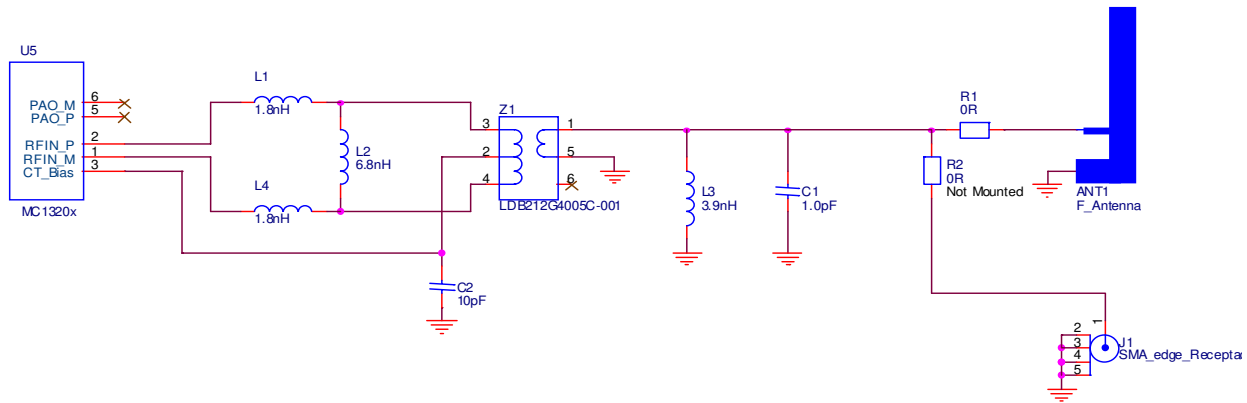 U5
PAO_M 6
PAO_P 5
RFIN_P 2
RFIN_M 1
CT_Bias 3
MC1320x
L1
1.8nH
L2
6.8nH
L4
1.8nH
C2
10pF
Z1
3
2
4
1
5
6
LDB212G4005C-001
L3
3.9nH
C1
1.0pF
R1
0R
R2
0R
Not Mounted
ANT1
F_Antenna
1
2
3
4
5
J1
SMA_edge_Recepta